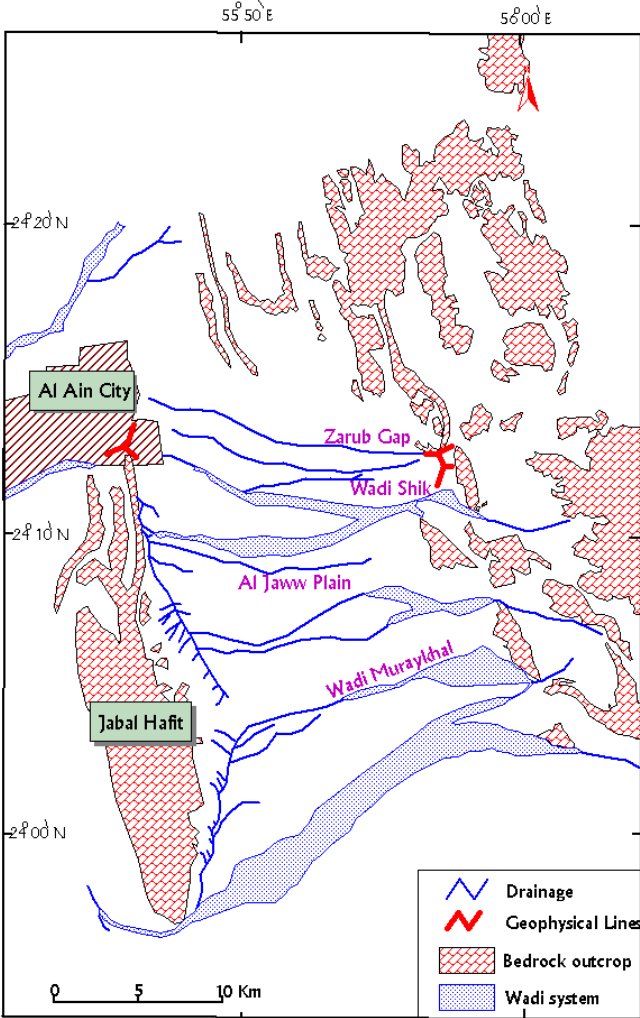 55°50'E
56°00'E
24°20'N
Al Ain City
Zarub Gap
Wadi Shik
24°10'N
Al Jaww Plain
Wadi Muraykhal
Jabal Hafit
24°00'N
Drainage
Geophysical Lines
Bedrock outcrop
Wadi system
0 5 10 Km